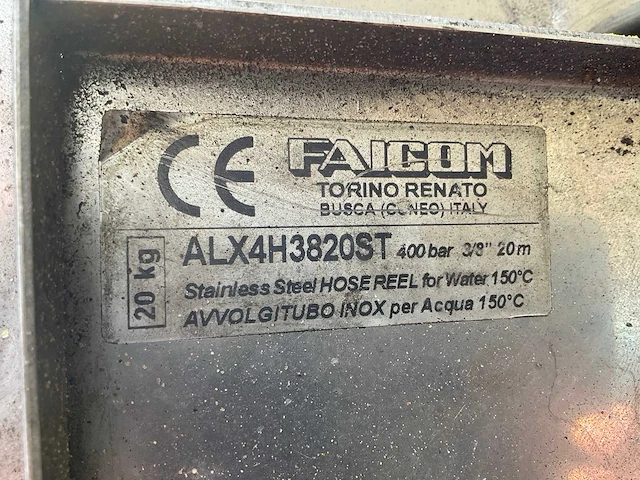 CE FAICOM
TORINO RENATO
BUSCA (CUNEO) ITALY
20 kg
ALX4H3820ST 400 bar 3/8" 20 m
Stainless Steel HOSE REEL for Water 150°C
AVVOLGITUBO INOX per Acqua 150°C